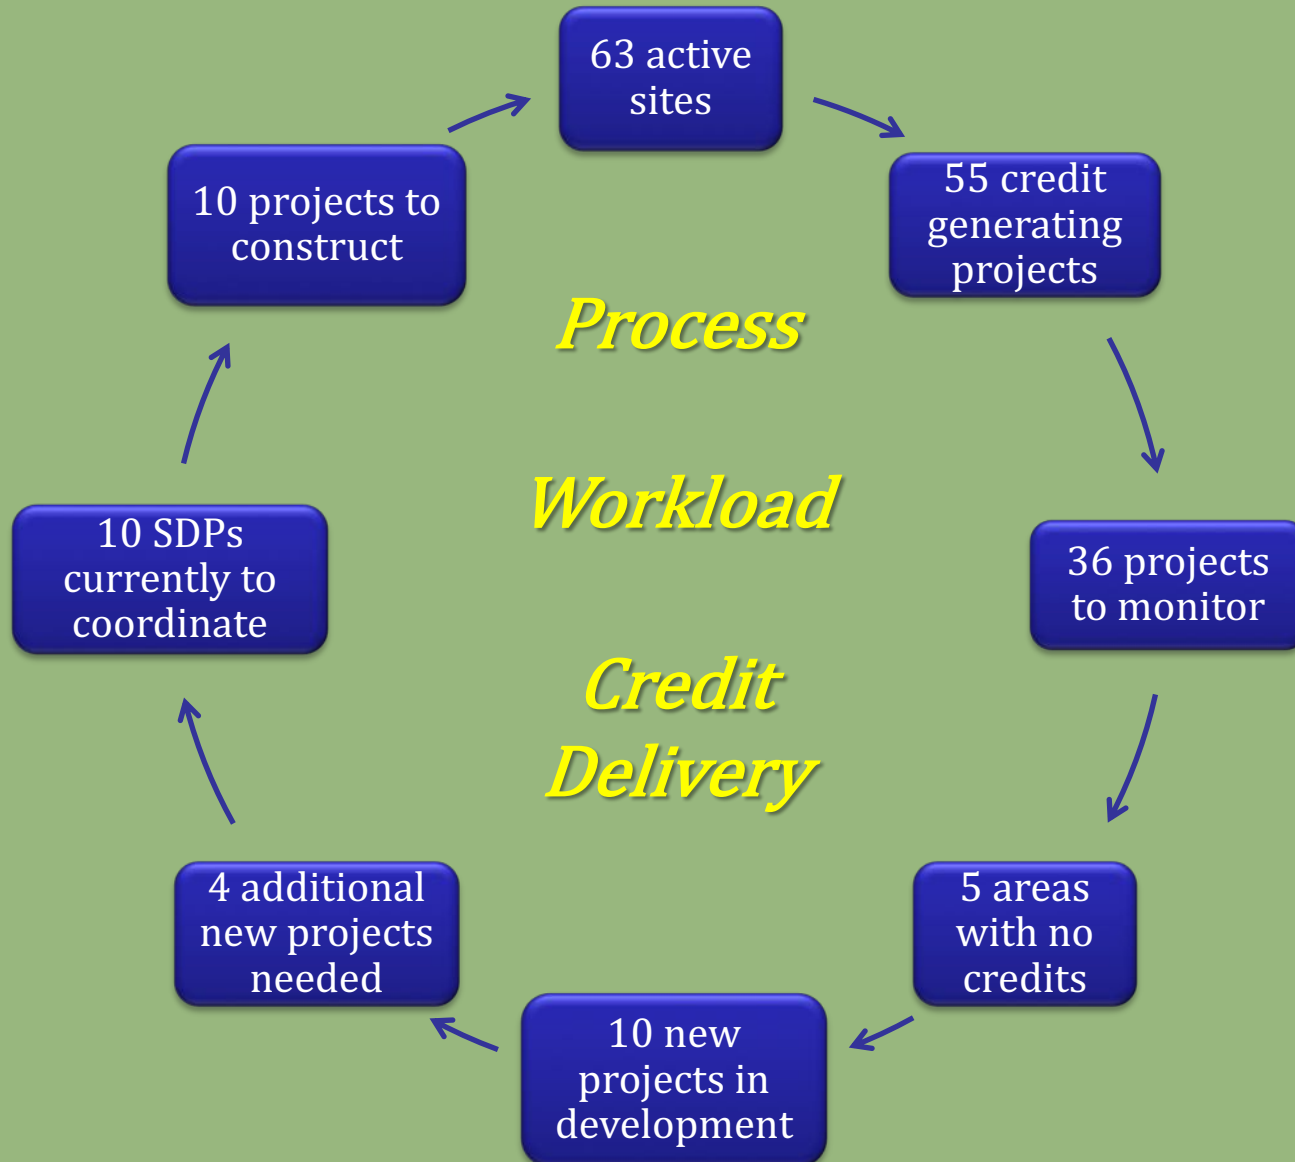 63 active
sites
55 credit
generating
projects
36 projects
to monitor
5 areas
with no
credits
10 new
projects in
development
4 additional
new projects
needed
10 SDPs
currently to
coordinate
10 projects to
construct
Process
Workload
Credit
Delivery